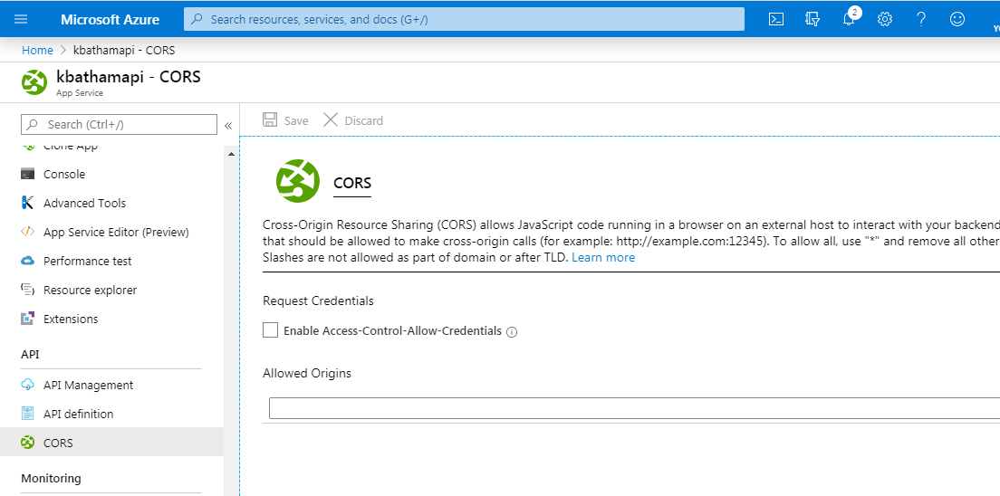 Microsoft Azure
Search resources, services, and docs (G+/)
2
Home > kbathamapi - CORS
kbathamapi - CORS
App Service
Search (Ctrl+/)
«
Save
Discard
Clone App
Console
Advanced Tools
App Service Editor (Preview)
Performance test
Resource explorer
Extensions
API
API Management
API definition
CORS
Monitoring
CORS
Cross-Origin Resource Sharing (CORS) allows JavaScript code running in a browser on an external host to interact with your backend
that should be allowed to make cross-origin calls (for example: http://example.com:12345). To allow all, use "*" and remove all other
Slashes are not allowed as part of domain or after TLD. Learn more
Request Credentials
Enable Access-Control-Allow-Credentials
Allowed Origins